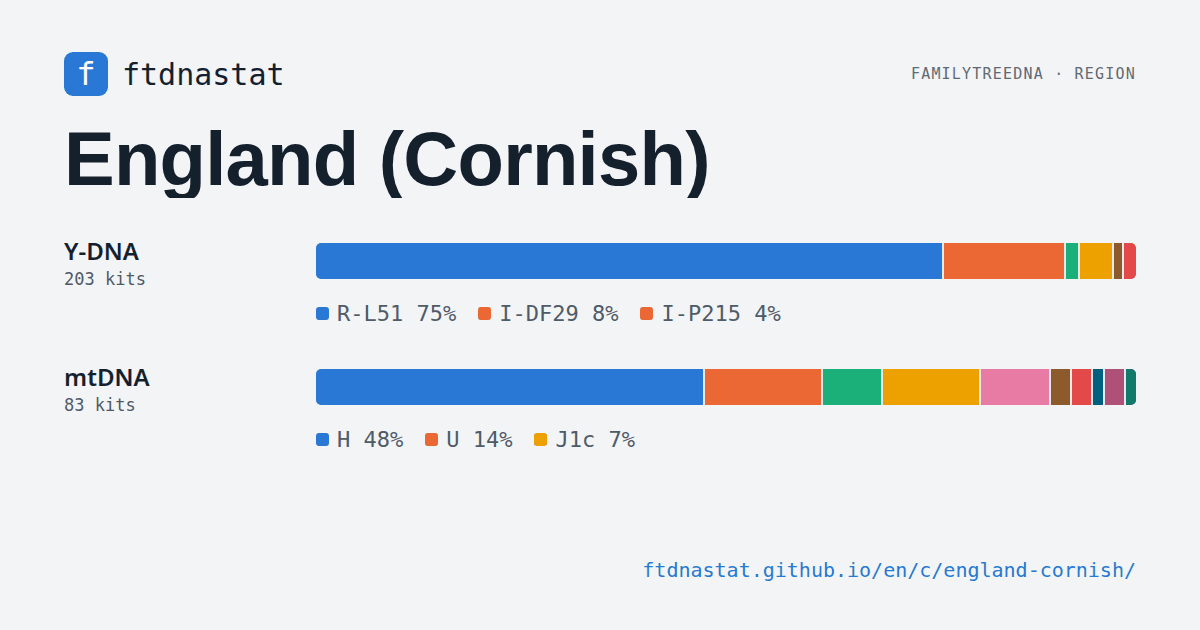 f ftdnastat
FAMILYTREEDNA · REGION
England (Cornish)
Y-DNA
203 kits
R-L51 75% I-DF29 8% I-P215 4%
mtDNA
83 kits
H 48% U 14% J1c 7%
ftdnastat.github.io/en/c/england-cornish/